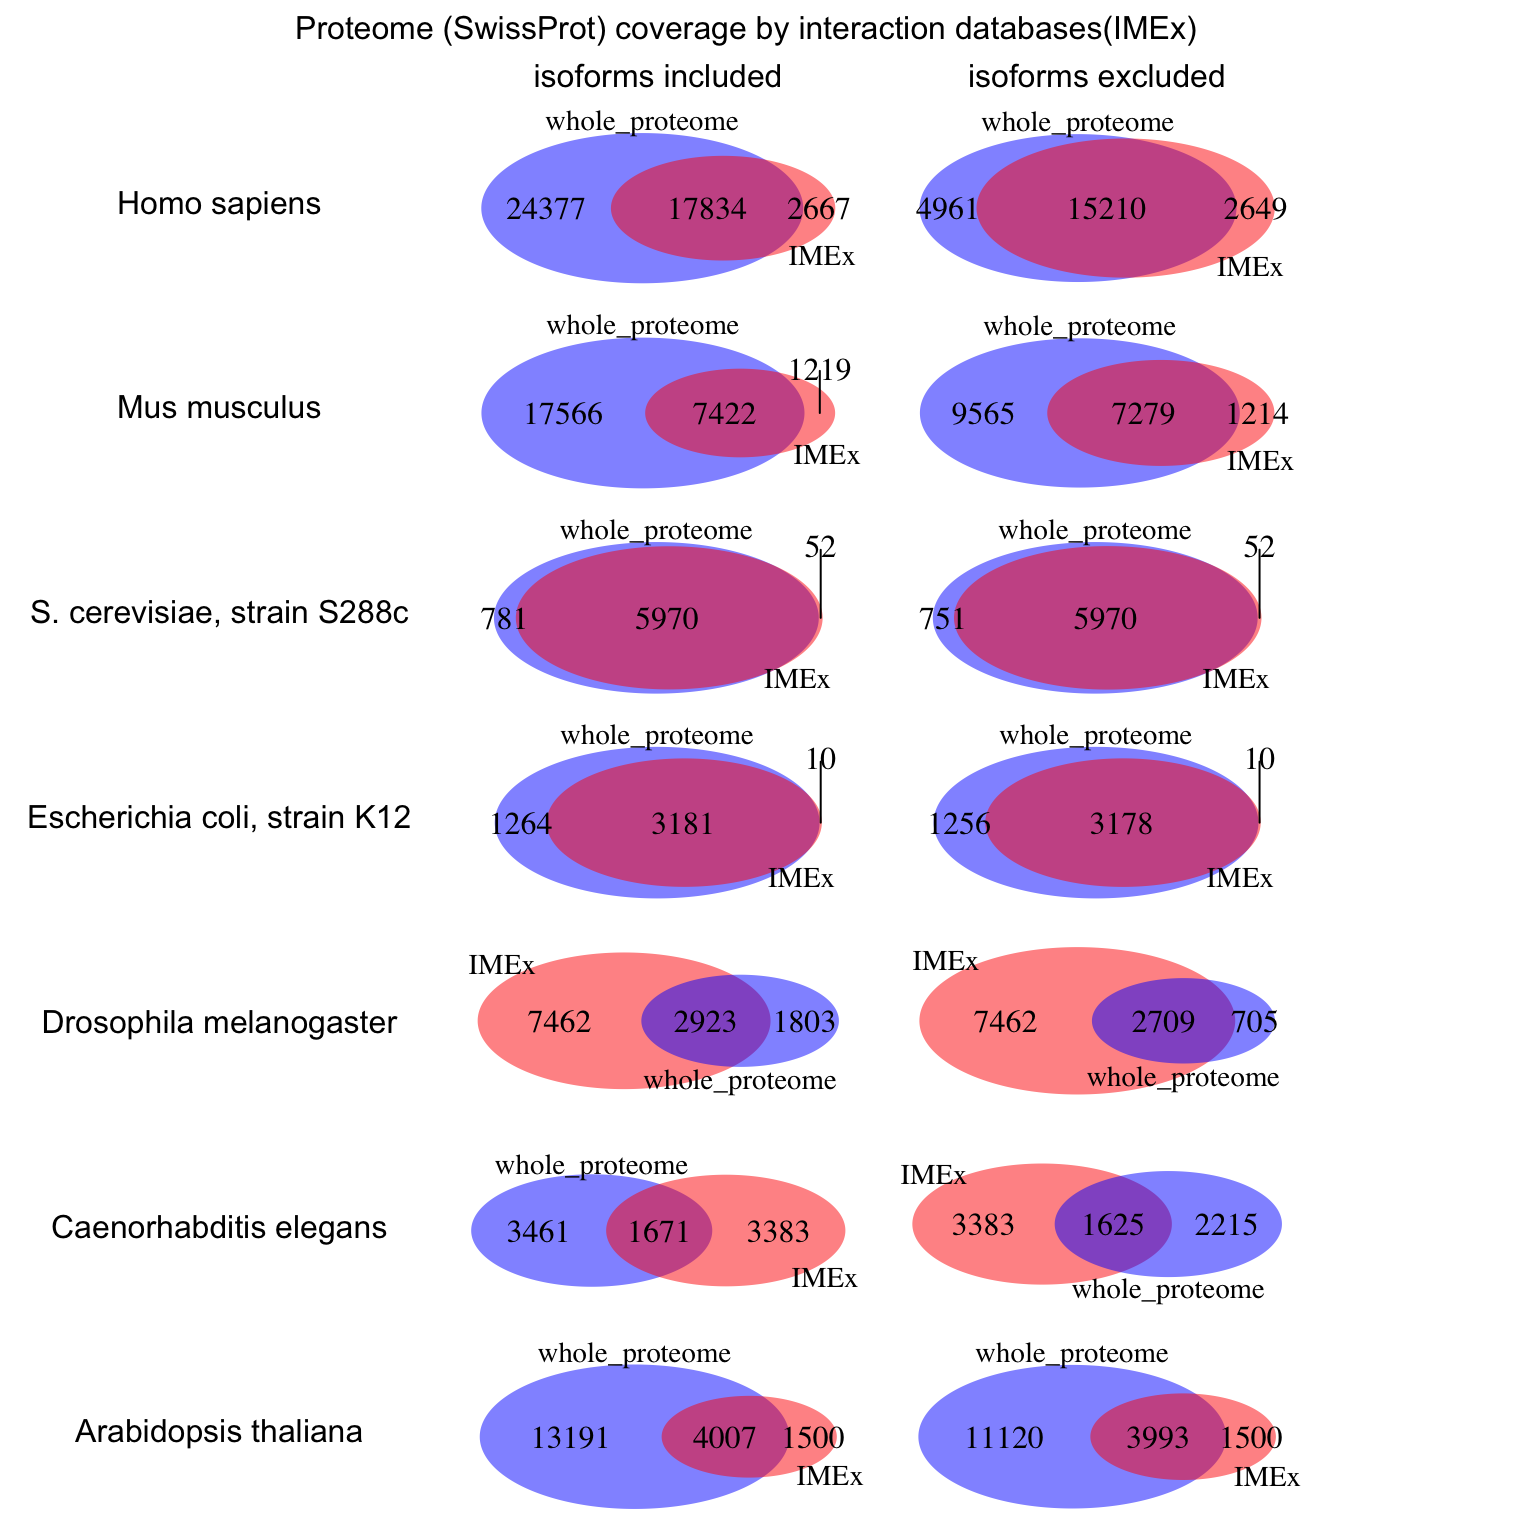 Proteome (SwissProt) coverage by interaction databases(IMEx)
isoforms included
isoforms excluded
whole_proteome
whole_proteome
Homo sapiens
24377
17834
2667
IMEx
4961
15210
2649
IMEx
whole_proteome
whole_proteome
Mus musculus
17566
7422
1219
IMEx
9565
7279
1214
IMEx
whole_proteome
whole_proteome
S. cerevisiae, strain S288c
781
5970
52
IMEx
751
5970
52
IMEx
whole_proteome
whole_proteome
Escherichia coli, strain K12
1264
3181
10
IMEx
1256
3178
10
IMEx
Drosophila melanogaster
IMEx
7462
2923
1803
whole_proteome
IMEx
7462
2709
705
whole_proteome
Caenorhabditis elegans
whole_proteome
3461
1671
3383
IMEx
IMEx
3383
1625
2215
whole_proteome
whole_proteome
whole_proteome
Arabidopsis thaliana
13191
4007
1500
IMEx
11120
3993
1500
IMEx